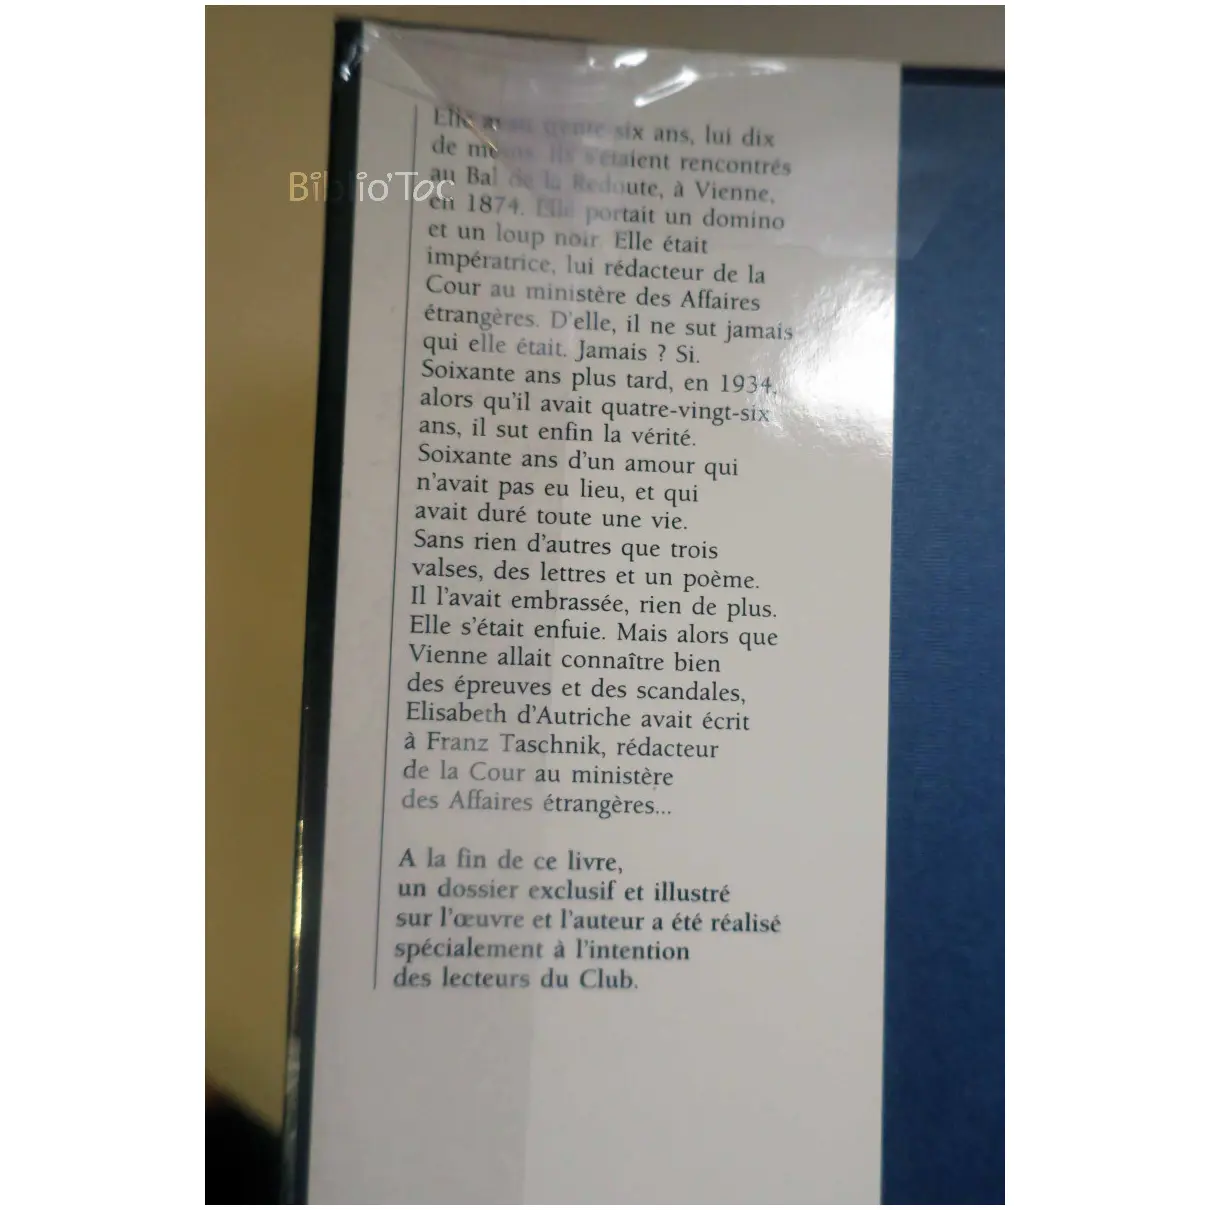 Elle avait trente-six ans, lui dix
de moins. Ils s'étaient rencontrés
au Bal de la Redoute, à Vienne,
en 1874. Elle portait un domino
et un loup noir. Elle était
impératrice, lui rédacteur de la
Cour au ministère des Affaires
étrangères. D'elle, il ne sut jamais
qui elle était. Jamais ? Si.
Soixante ans plus tard, en 1934,
alors qu'il avait quatre-vingt-six
ans, il sut enfin la vérité.
Soixante ans d'un amour qui
n'avait pas eu lieu, et qui
avait duré toute une vie.
Sans rien d'autres que trois
valses, des lettres et un poème.
Il l'avait embrassée, rien de plus.
Elle s'était enfuie. Mais alors que
Vienne allait connaître bien
des épreuves et des scandales,
Elisabeth d'Autriche avait écrit
à Franz Taschnik, rédacteur
de la Cour au ministère
des Affaires étrangères...
A la fin de ce livre,
un dossier exclusif et illustré
sur l'œuvre et l'auteur a été réalisé
spécialement à l'intention
des lecteurs du Club.
Biblio'Toc